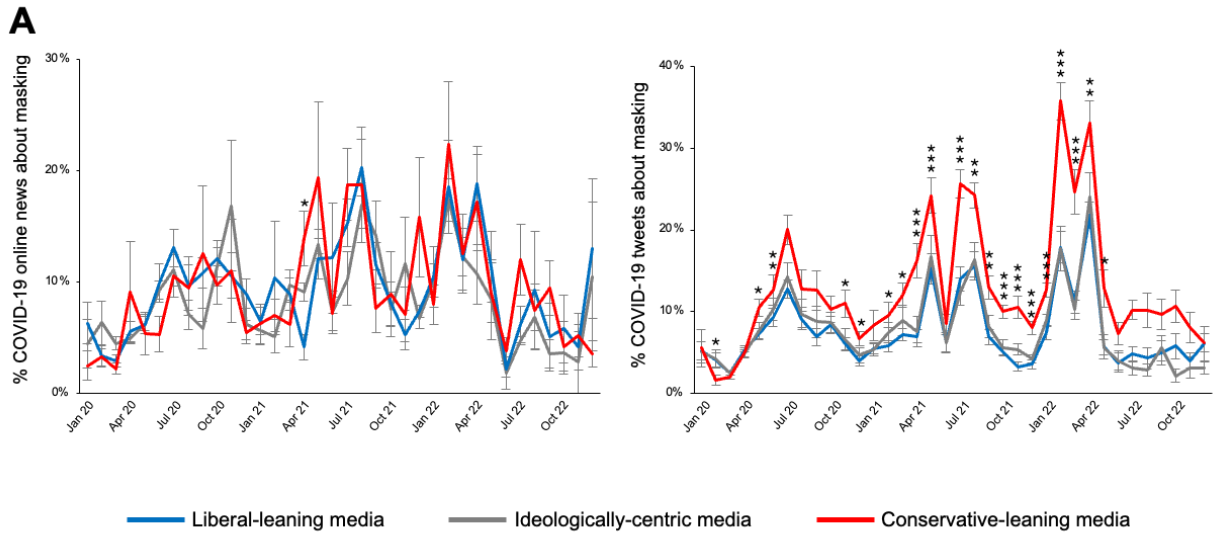 A
% COVID-19 online news about masking
30%
20%
10%
0%
Jan 20
Apr 20
Jul 20
Oct 20
Jan 21
Apr 21
Jul 21
Oct 21
Jan 22
Apr 22
Jul 22
Oct 22
*
% COVID-19 tweets about masking
40%
30%
20%
10%
0%
Jan 20
Apr 20
Jul 20
Oct 20
Jan 21
Apr 21
Jul 21
Oct 21
Jan 22
Apr 22
Jul 22
Oct 22
*
*
**
*
*
*
*
***
***
***
**
**
***
***
***
**
***
***
**
*
Liberal-leaning media
Ideologically-centric media
Conservative-leaning media